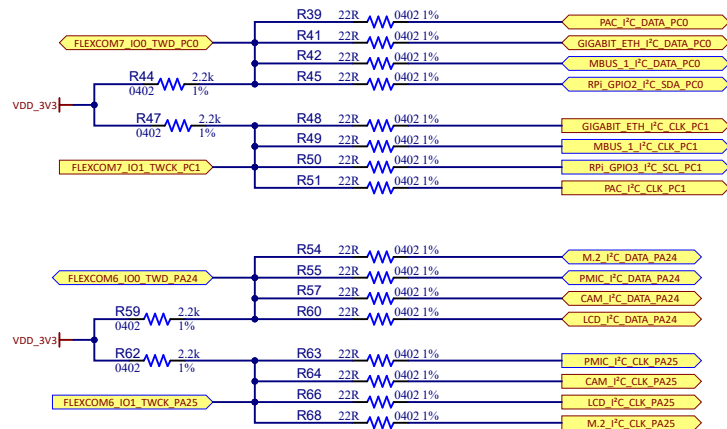 R39 22R 0402 1% PAC_I²C_DATA_PC0
FLEXCOM7_IO0_TWD_PC0 R41 22R 0402 1% GIGABIT_ETH_I²C_DATA_PC0
R42 22R 0402 1% MBUS_1_I²C_DATA_PC0
R44 2.2k R45 22R 0402 1% RPi_GPIO2_I²C_SDA_PC0
0402 1%
VDD_3V3
R47 2.2k R48 22R 0402 1% GIGABIT_ETH_I²C_CLK_PC1
0402 1%
R49 22R 0402 1% MBUS_1_I²C_CLK_PC1
FLEXCOM7_IO1_TWCK_PC1 R50 22R 0402 1% RPi_GPIO3_I²C_SCL_PC1
R51 22R 0402 1% PAC_I²C_CLK_PC1
R54 22R 0402 1% M.2_I²C_DATA_PA24
FLEXCOM6_IO0_TWD_PA24 R55 22R 0402 1% PMIC_I²C_DATA_PA24
R57 22R 0402 1% CAM_I²C_DATA_PA24
R59 2.2k R60 22R 0402 1% LCD_I²C_DATA_PA24
0402 1%
VDD_3V3
R62 2.2k R63 22R 0402 1% PMIC_I²C_CLK_PA25
0402 1%
R64 22R 0402 1% CAM_I²C_CLK_PA25
FLEXCOM6_IO1_TWCK_PA25 R66 22R 0402 1% LCD_I²C_CLK_PA25
R68 22R 0402 1% M.2_I²C_CLK_PA25